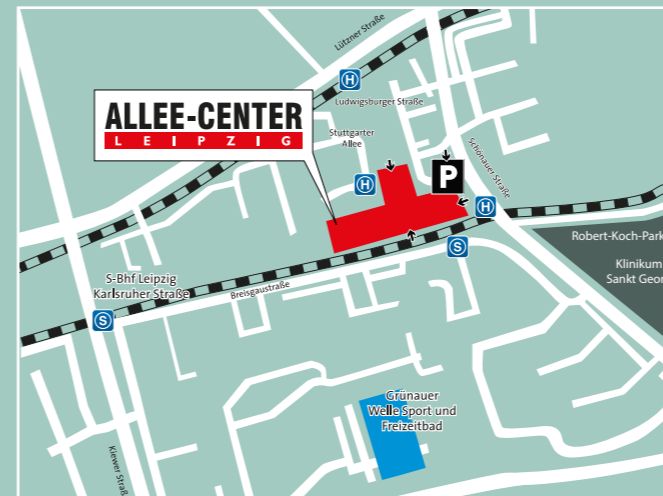 Lützner Straße
H
Ludwigsburger Straße
ALLEE-CENTER
LEIPZIG
Stuttgarter
Allee
H
P
Schönauer Straße
H
S
Robert-Koch-Park
Klinikum
Sankt Geor
S-Bhf Leipzig
Karlsruher Straße
Breisgaustraße
S
Grünauer
Welle Sport und
Freizeitbad
Kiewer Straß